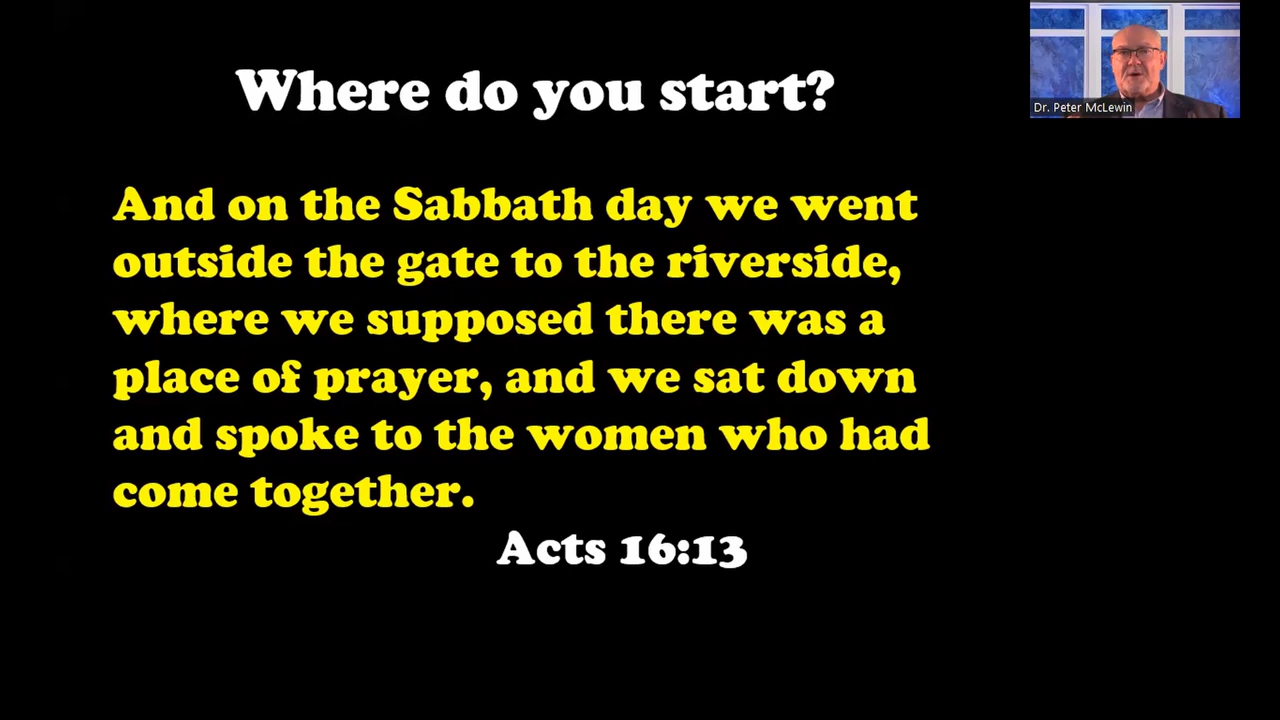 Where do you start?
Dr. Peter McLewin
And on the Sabbath day we went
outside the gate to the riverside,
where we supposed there was a
place of prayer, and we sat down
and spoke to the women who had
come together.
Acts 16:13